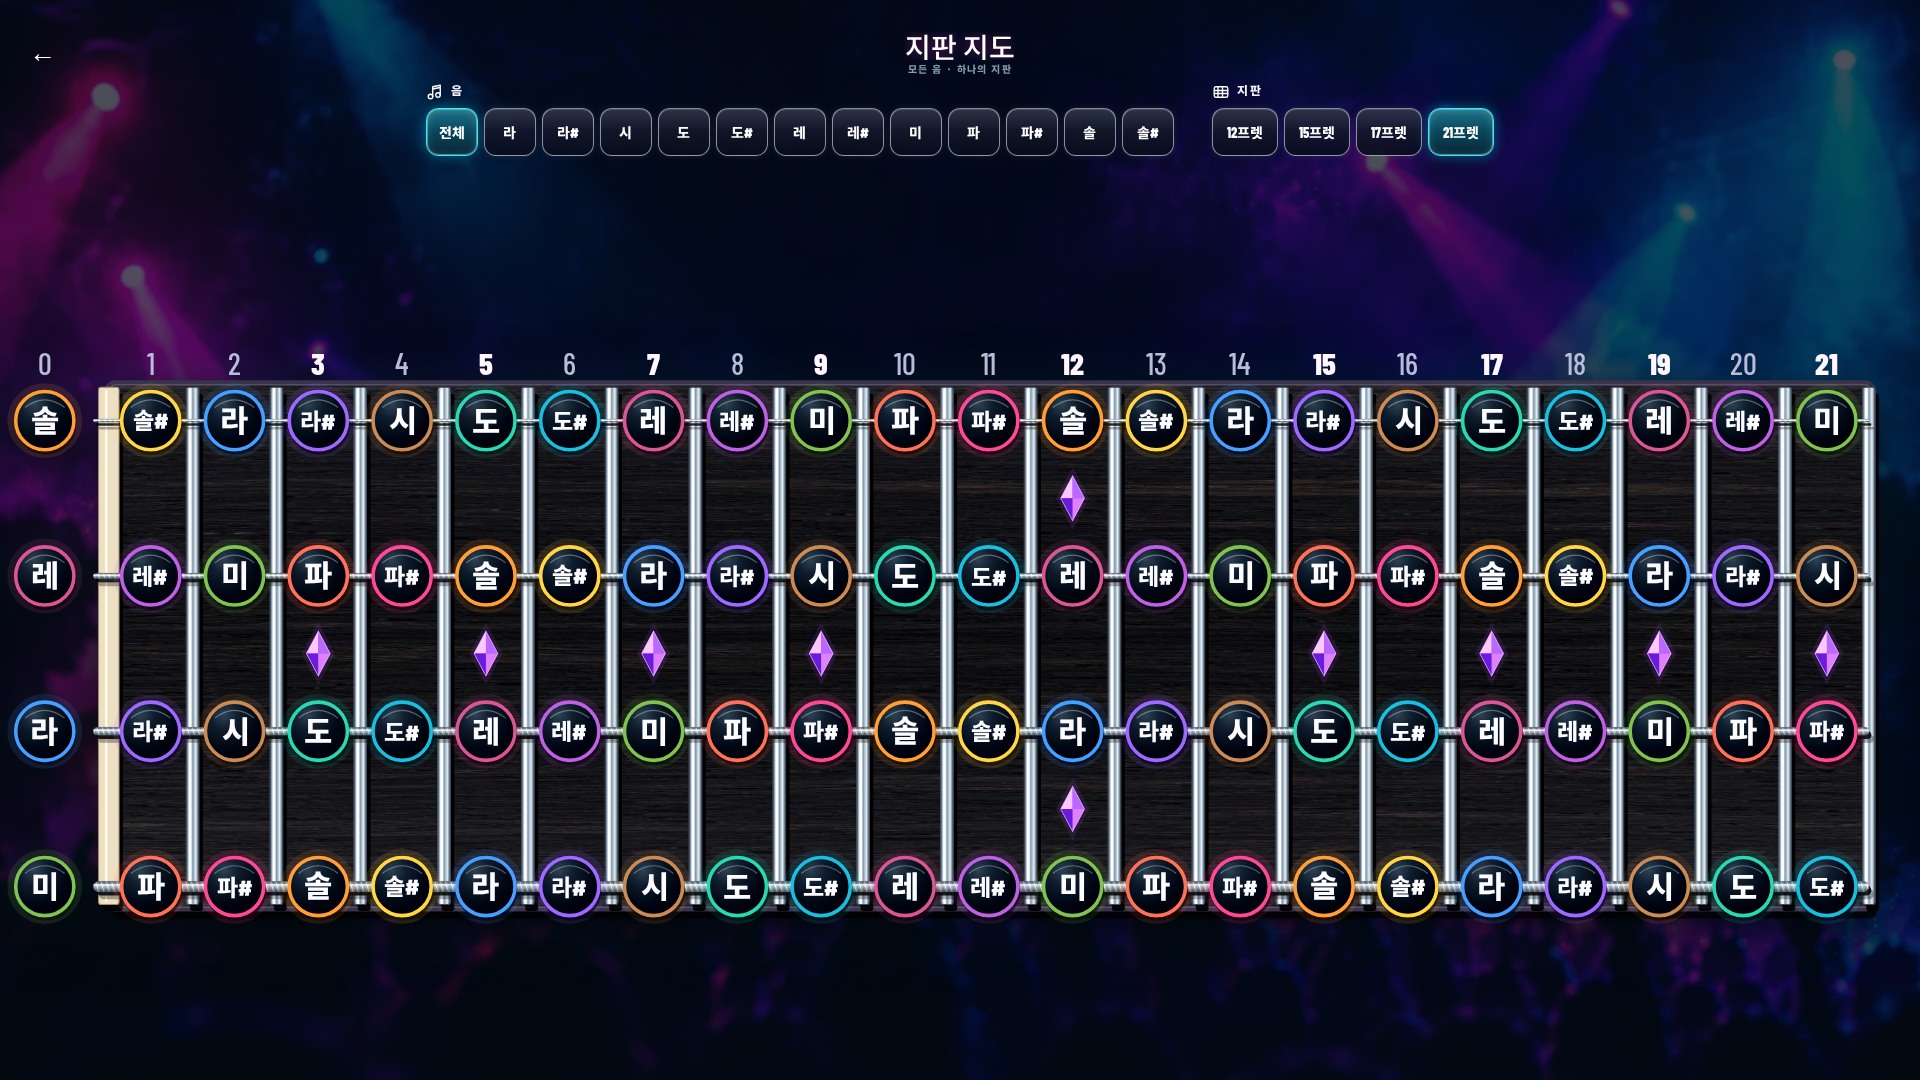 ←
지판 지도
모든 음 · 하나의 지판
음
지판
전체 라 라# 시 도 도# 레 레# 미 파 파# 솔 솔#
12프렛 15프렛 17프렛 21프렛
0 1 2 3 4 5 6 7 8 9 10 11 12 13 14 15 16 17 18 19 20 21
솔 솔# 라 라# 시 도 도# 레 레# 미 파 파# 솔 솔# 라 라# 시 도 도# 레 레# 미
레 레# 미 파 파# 솔 솔# 라 라# 시 도 도# 레 레# 미 파 파# 솔 솔# 라 라# 시
라 라# 시 도 도# 레 레# 미 파 파# 솔 솔# 라 라# 시 도 도# 레 레# 미 파 파#
미 파 파# 솔 솔# 라 라# 시 도 도# 레 레# 미 파 파# 솔 솔# 라 라# 시 도 도#